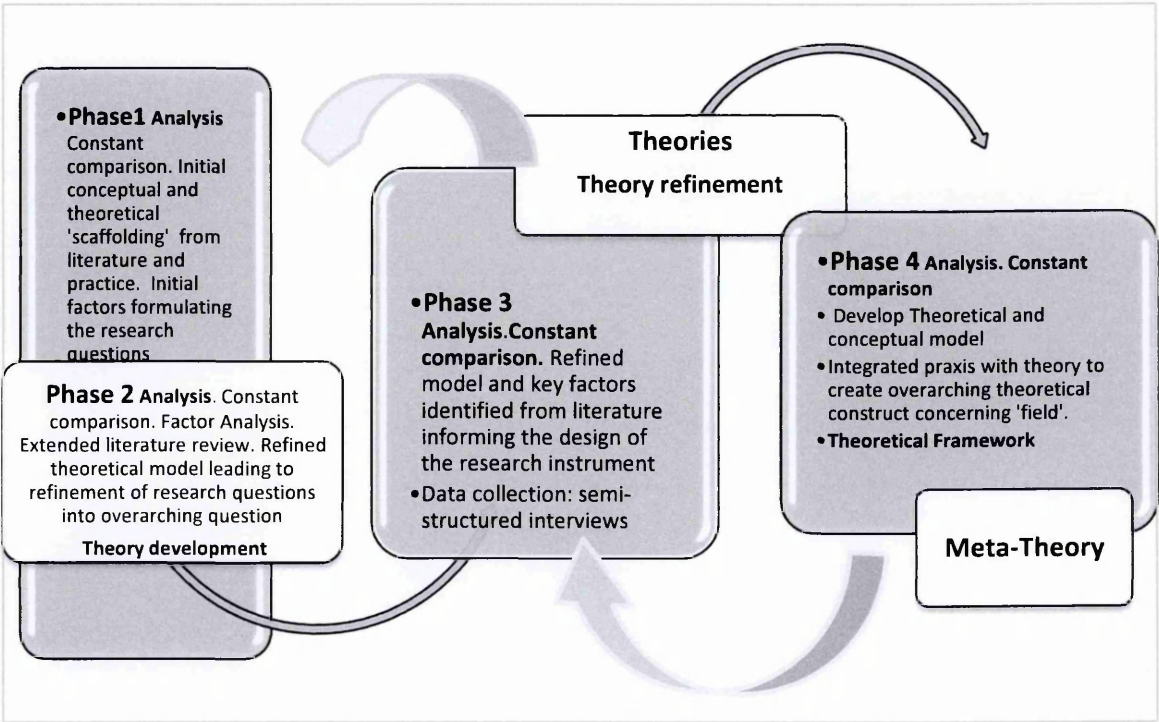 •Phase1 Analysis
Constant
comparison. Initial
conceptual and
theoretical
'scaffolding' from
literature and
practice. Initial
factors formulating
the research
questions
Phase 2 Analysis. Constant
comparison. Factor Analysis.
Extended literature review. Refined
theoretical model leading to
refinement of research questions
into overarching question
Theory development
•Phase 3
Analysis.Constant
comparison. Refined
model and key factors
identified from literature
informing the design of
the research instrument
•Data collection: semi-
structured interviews
Theories
Theory refinement
•Phase 4 Analysis. Constant
comparison
• Develop Theoretical and
conceptual model
•Integrated praxis with theory to
create overarching theoretical
construct concerning 'field'.
•Theoretical Framework
Meta-Theory